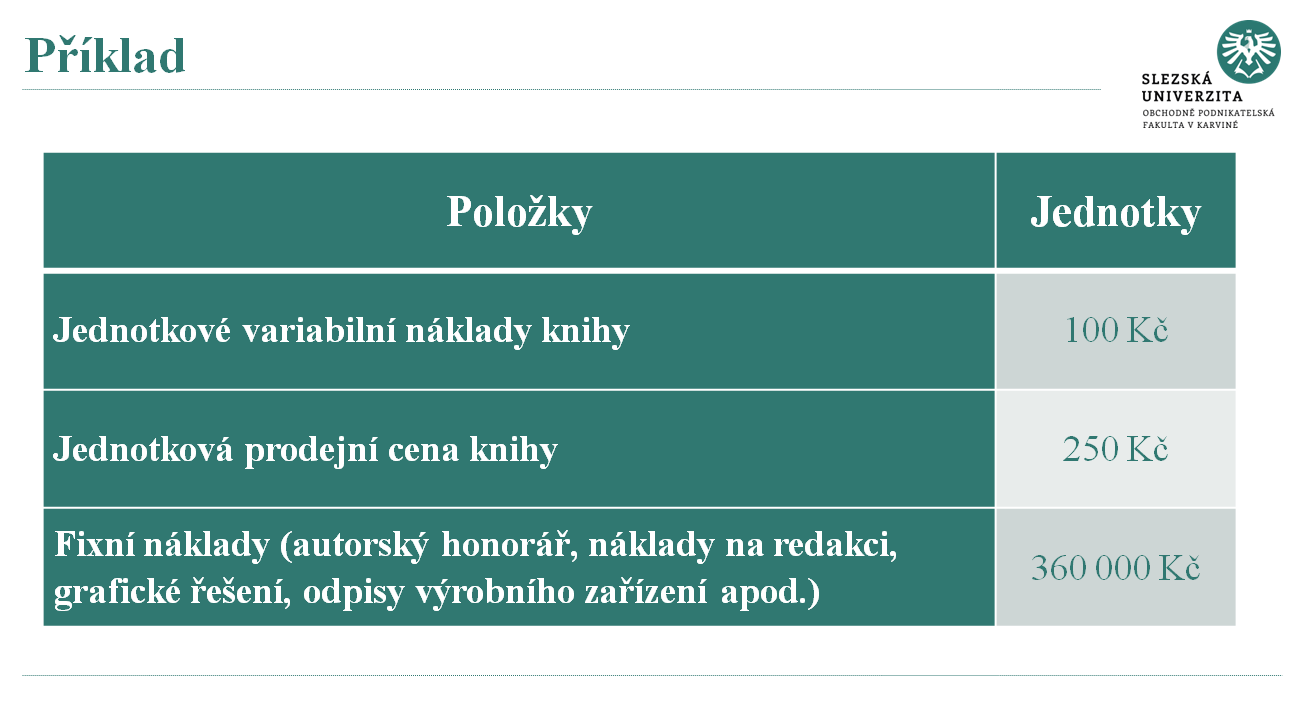 Příklad
SLEZSKÁ
UNIVERZITA
OBCHODNĚ PODNIKATELSKÁ
FAKULTA V KARVINÉ
Položky
Jednotky
Jednotkové variabilní náklady knihy
100 Kč
Jednotková prodejní cena knihy
250 Kč
Fixní náklady (autorský honorář, náklady na redakci,
grafické řešení, odpisy výrobního zařízení apod.)
360 000 Kč